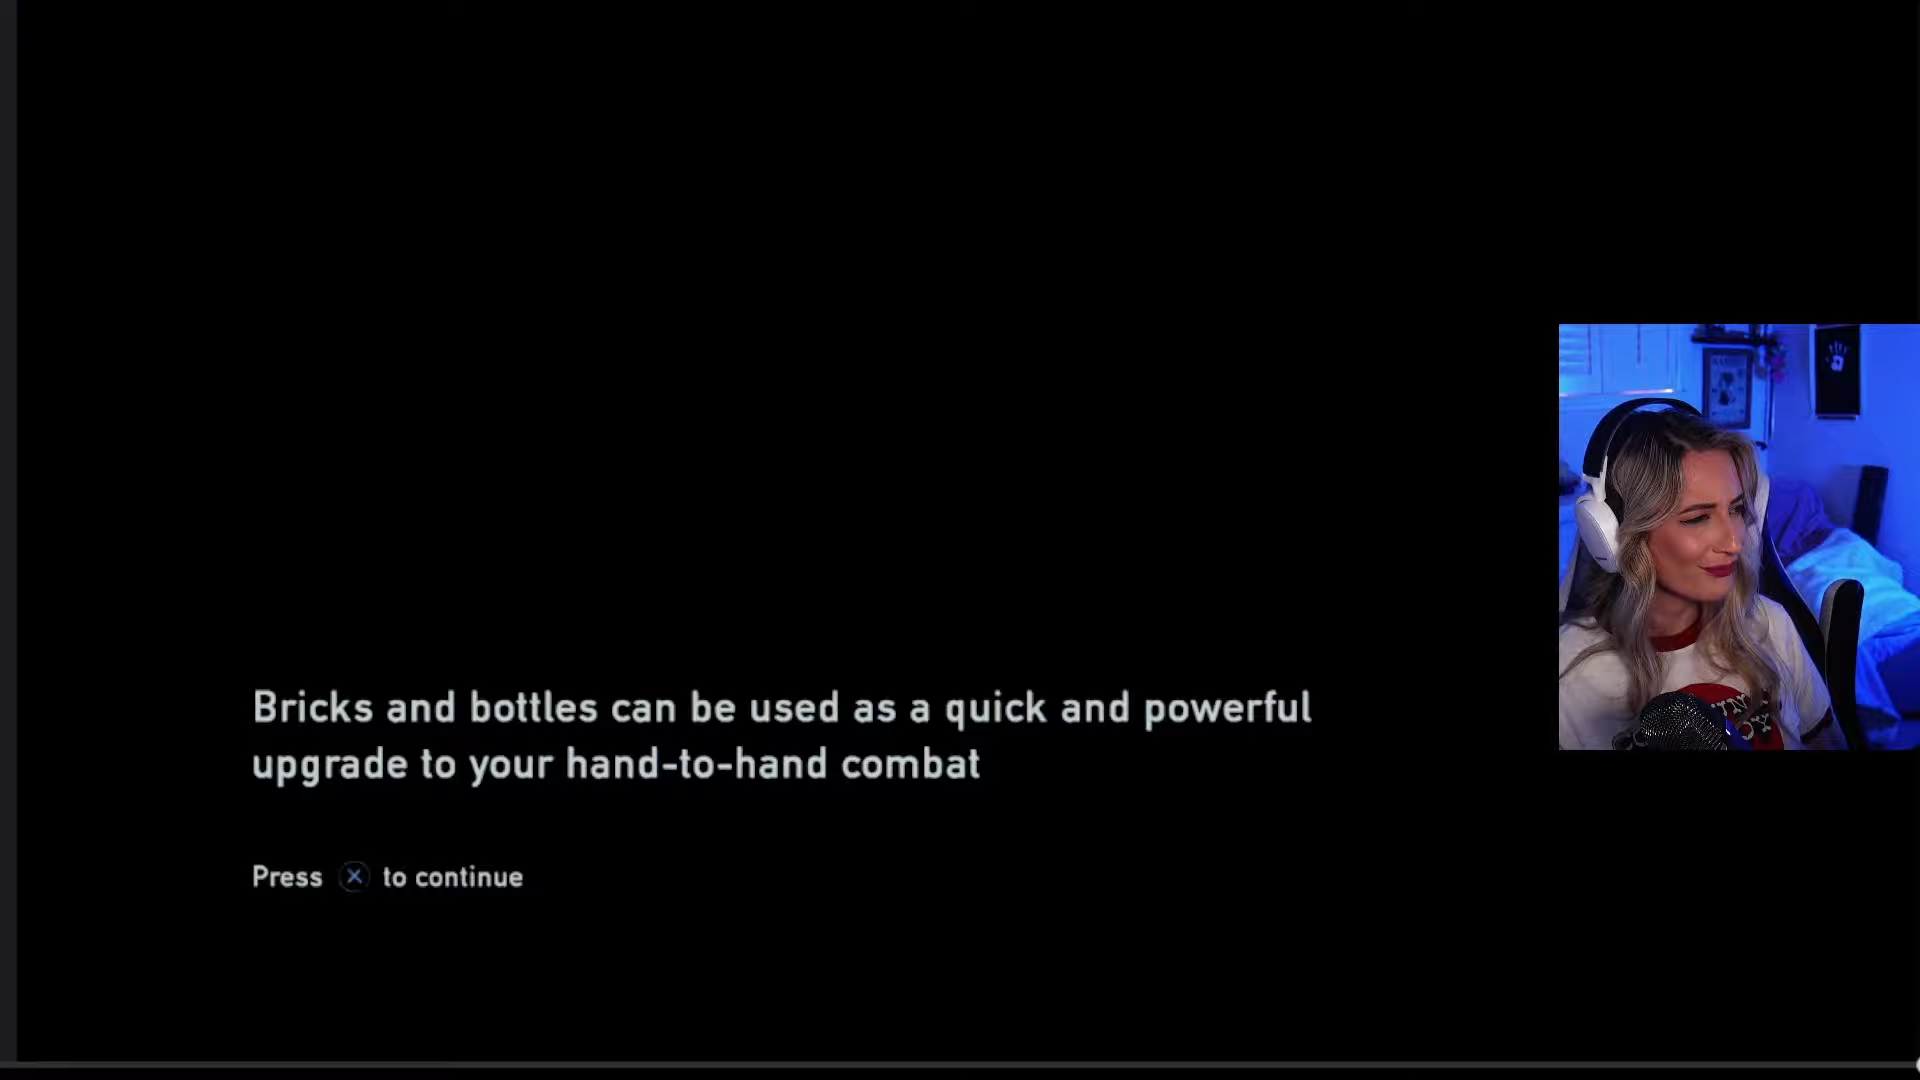 Bricks and bottles can be used as a quick and powerful
upgrade to your hand-to-hand combat
Press ⓧ to continue